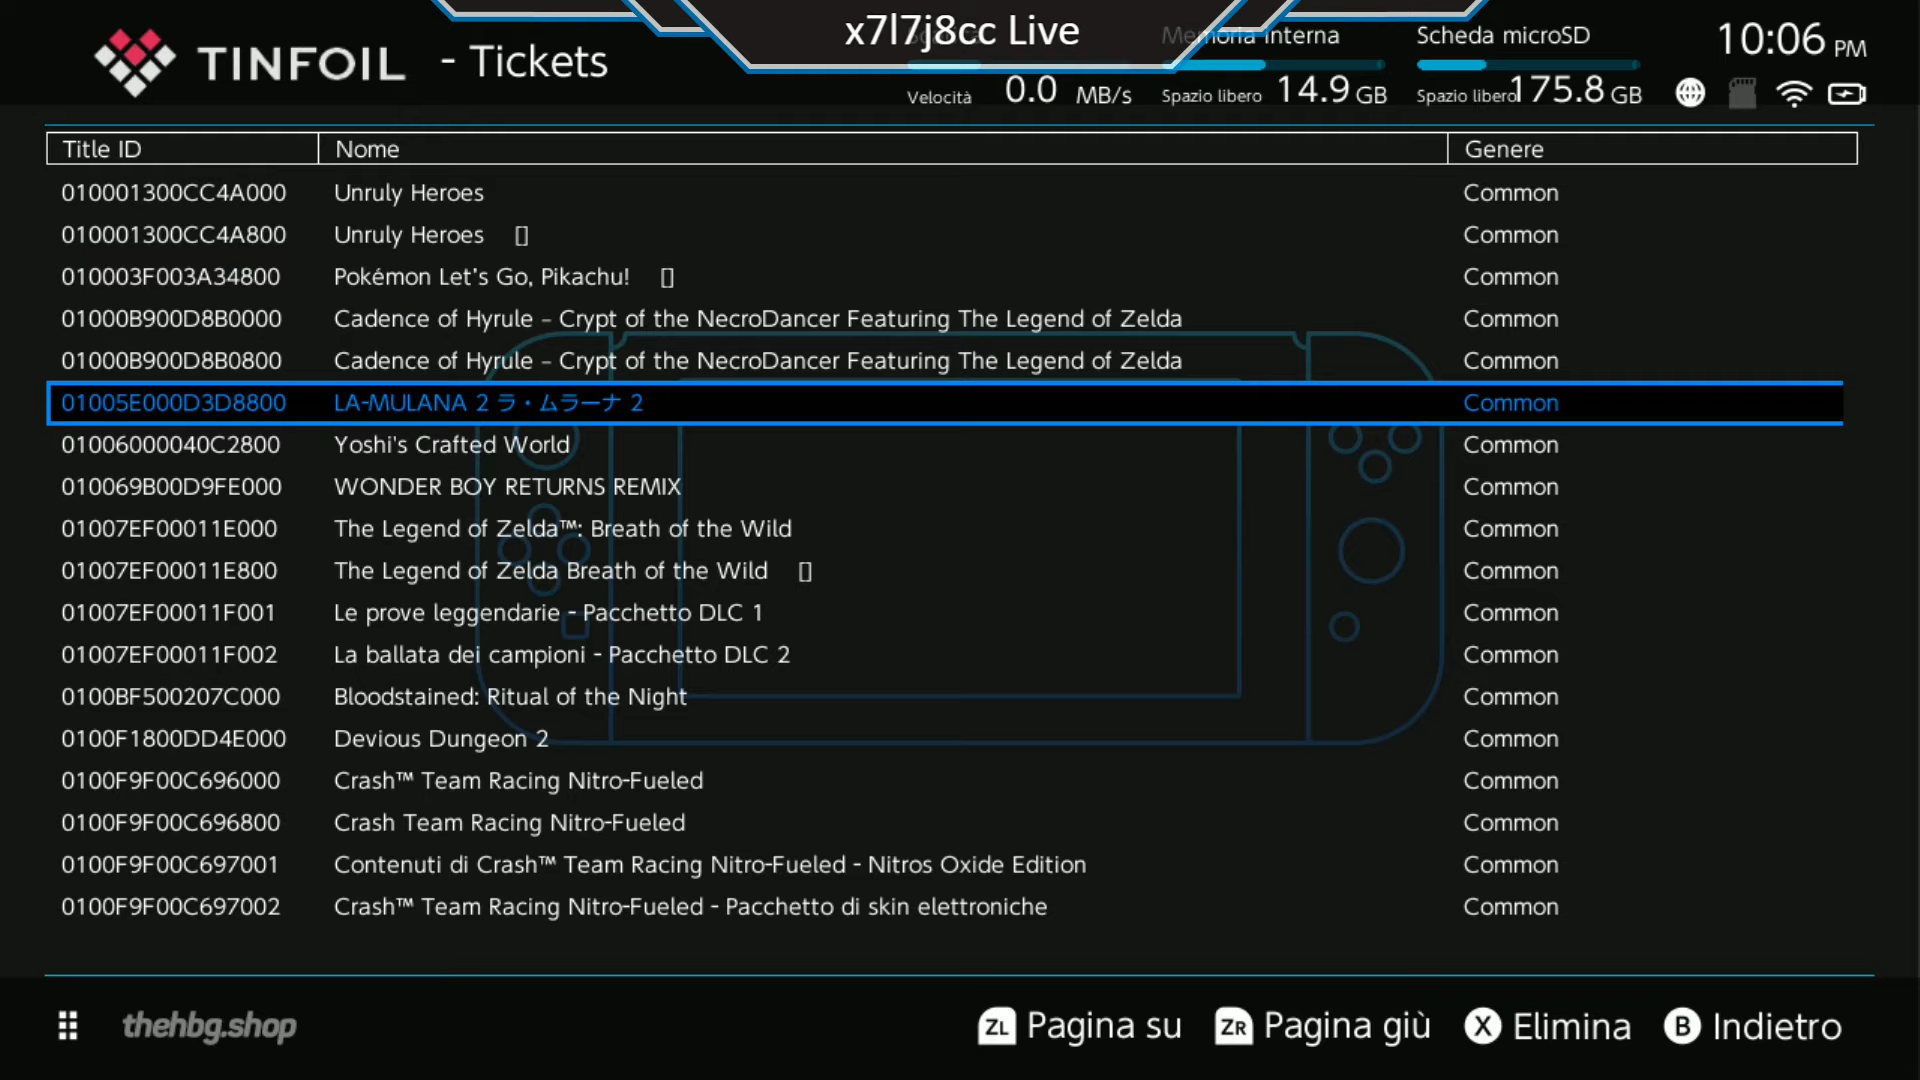 x7l7j8cc Live
TINFOIL - Tickets
Memoria interna
Scheda microSD
10:06 PM
Velocità 0.0 MB/s
Spazio libero 14.9 GB
Spazio libero 175.8 GB
Title ID Nome Genere
010001300CC4A000 Unruly Heroes Common
010001300CC4A800 Unruly Heroes [] Common
010003F003A34800 Pokémon Let's Go, Pikachu! [] Common
01000B900D8B0000 Cadence of Hyrule – Crypt of the NecroDancer Featuring The Legend of Zelda Common
01000B900D8B0800 Cadence of Hyrule – Crypt of the NecroDancer Featuring The Legend of Zelda Common
01005E000D3D8800 LA-MULANA 2 ラ・ムラーナ 2 Common
01006000040C2800 Yoshi's Crafted World Common
010069B00D9FE000 WONDER BOY RETURNS REMIX Common
01007EF00011E000 The Legend of Zelda™: Breath of the Wild Common
01007EF00011E800 The Legend of Zelda Breath of the Wild [] Common
01007EF00011F001 Le prove leggendarie - Pacchetto DLC 1 Common
01007EF00011F002 La ballata dei campioni - Pacchetto DLC 2 Common
0100BF500207C000 Bloodstained: Ritual of the Night Common
0100F1800DD4E000 Devious Dungeon 2 Common
0100F9F00C696000 Crash™ Team Racing Nitro-Fueled Common
0100F9F00C696800 Crash Team Racing Nitro-Fueled Common
0100F9F00C697001 Contenuti di Crash™ Team Racing Nitro-Fueled - Nitros Oxide Edition Common
0100F9F00C697002 Crash™ Team Racing Nitro-Fueled - Pacchetto di skin elettroniche Common
thehbg.shop
ZL Pagina su ZR Pagina giù X Elimina B Indietro